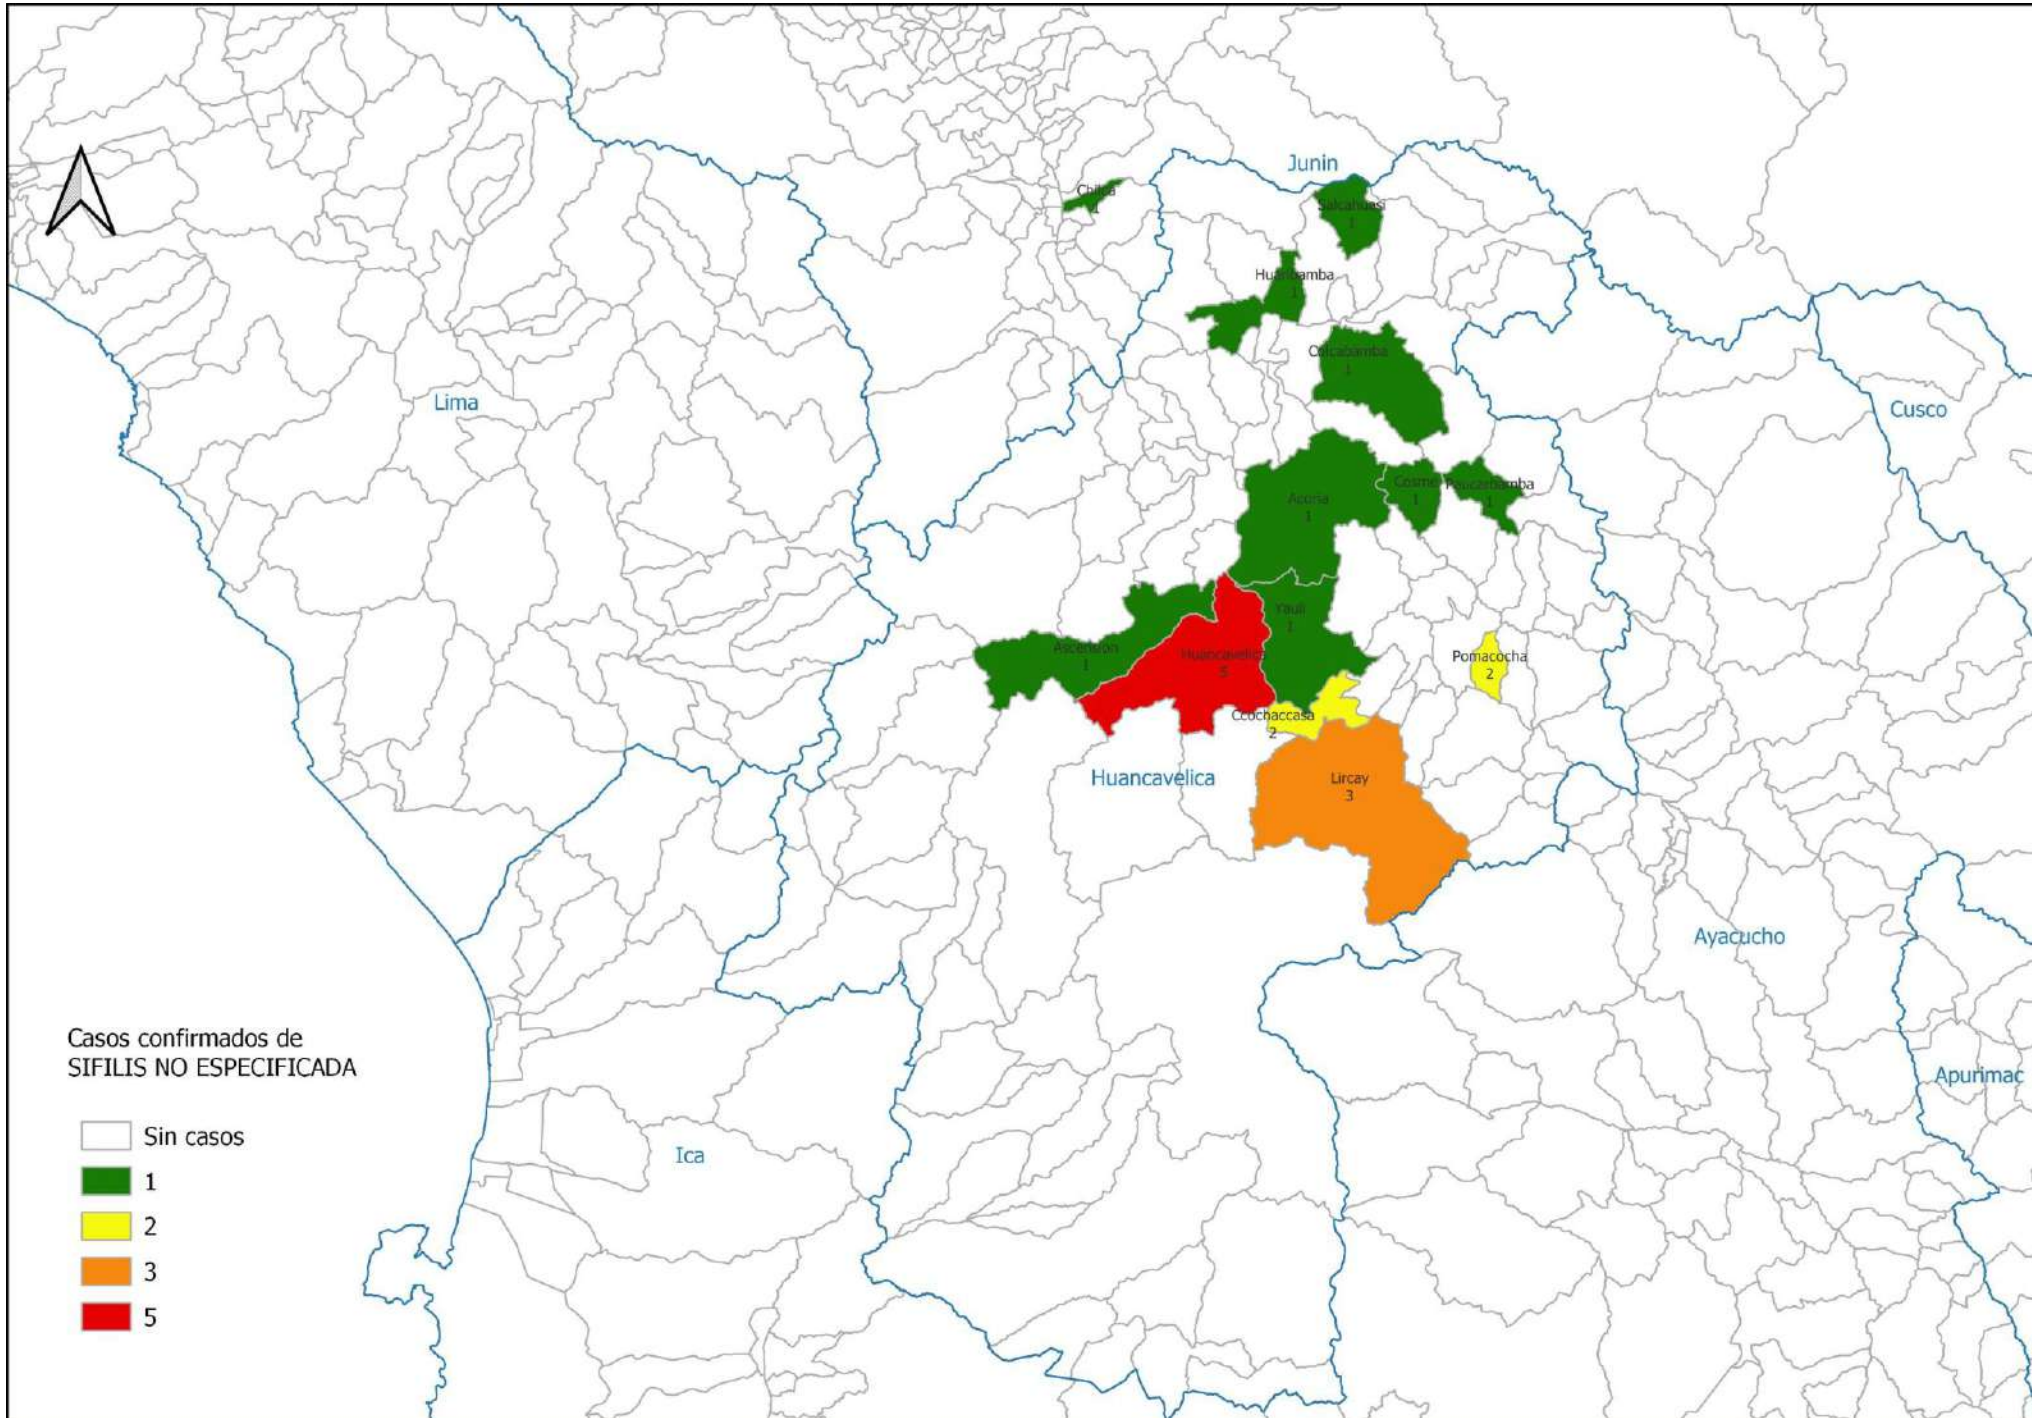 Junin
Chilca
1
Salcahuasi
1
Huaribamba
1
Colcabamba
1
Lima
Cusco
Acoria
1
Cosme
1
Paucarbamba
1
Yauli
1
Ascension
1
Huancavelica
5
Pomacocha
2
Ccochaccasa
2
Huancavelica
Lircay
3
Ayacucho
Apurimac
Ica
Casos confirmados de
SIFILIS NO ESPECIFICADA
Sin casos
1
2
3
5